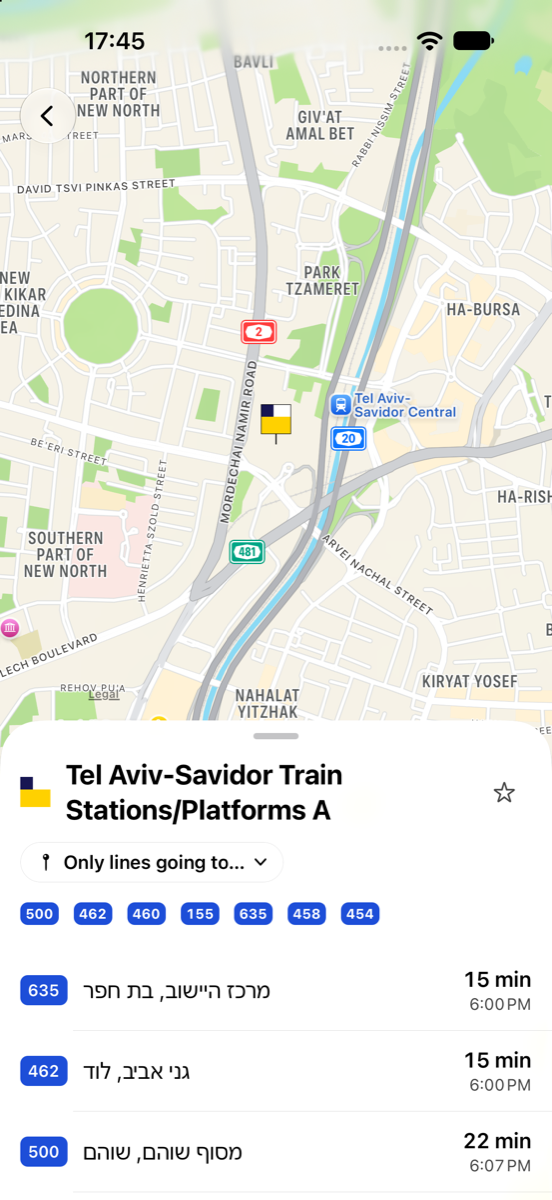 17:45
BAVLI
NORTHERN
PART OF
NEW NORTH
GIV'AT
AMAL BET
RABBI NISSIM STREET
STREET
DAVID TSVI PINKAS STREET
PARK
TZAMERET
NEW
KIKAR
EDINA
EA
HA-BURSA
2
MORDECHAI NAMIR ROAD
Tel Aviv-
Savidor Central
20
BE'ERI STREET
HENRIETTA SZOLD STREET
HA-RISH
SOUTHERN
PART OF
NEW NORTH
481
ARVEI NACHAL STREET
LECH BOULEVARD
REHOV PU'A
Legal
NAHALAT
YITZHAK
KIRYAT YOSEF
Tel Aviv-Savidor Train
Stations/Platforms A
Only lines going to...
500 462 460 155 635 458 454
635 מרכז היישוב, בת חפר 15 min
6:00 PM
462 גני אביב, לוד 15 min
6:00 PM
500 מסוף שוהם, שוהם 22 min
6:07 PM